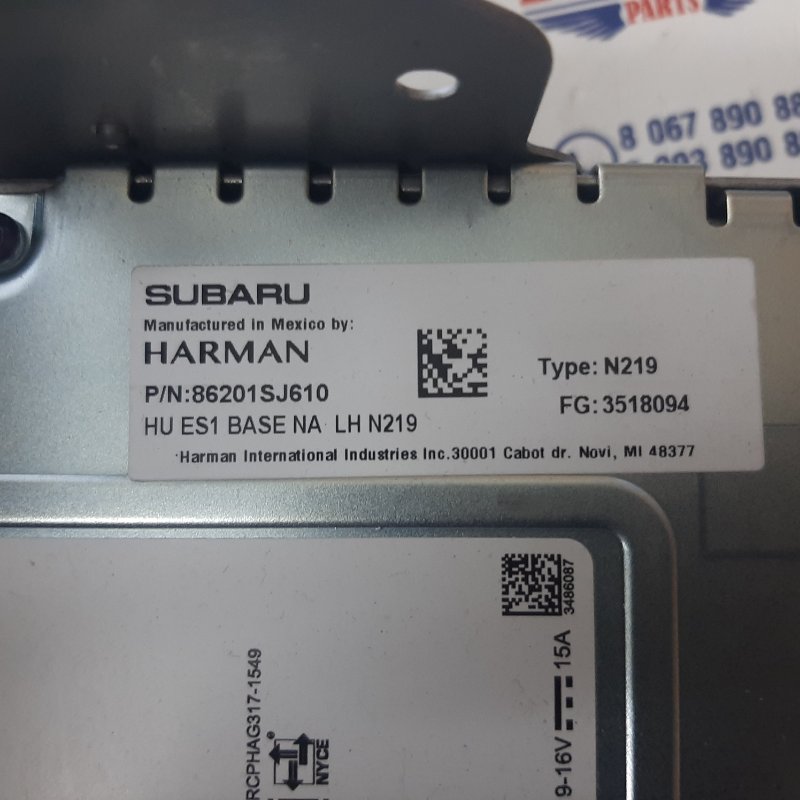 PARTS
8 067 890 88
093 890 8
SUBARU
Manufactured in Mexico by:
HARMAN
P/N:86201SJ610
HU ES1 BASE NA LH N219
Type: N219
FG: 3518094
Harman International Industries Inc.30001 Cabot dr. Novi, MI 48377
3486087
9-16V 15A
RCPHAG317-1549
® NYCE